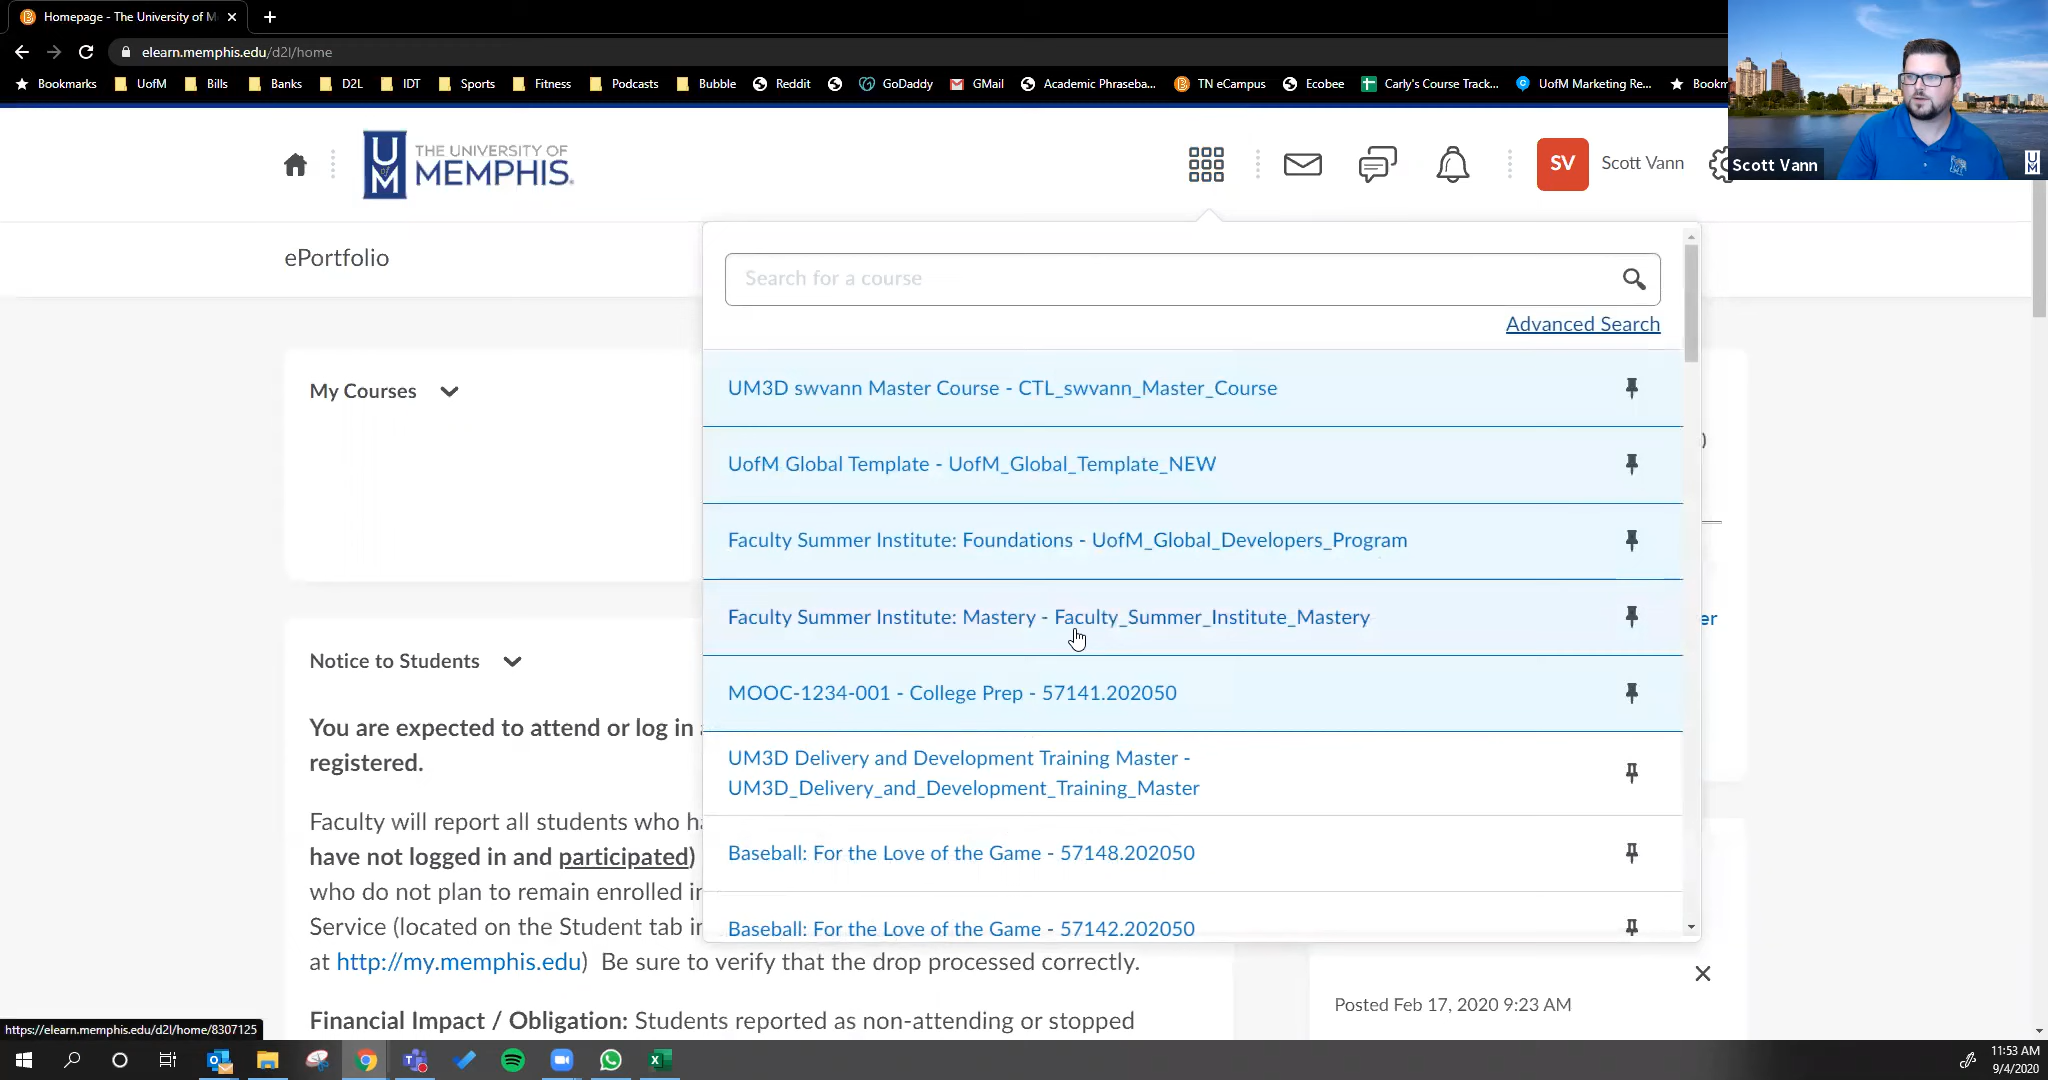 Homepage - The University of M
elearn.memphis.edu/d2l/home
Bookmarks UofM Bills Banks D2L IDT Sports Fitness Podcasts Bubble Reddit GoDaddy GMail Academic Phraseba... TN eCampus Ecobee Carly's Course Track... UofM Marketing Re... Bookm
U of M THE UNIVERSITY OF
MEMPHIS.
SV Scott Vann
Scott Vann
ePortfolio
Search for a course
Advanced Search
My Courses
UM3D swvann Master Course - CTL_swvann_Master_Course
UofM Global Template - UofM_Global_Template_NEW
Faculty Summer Institute: Foundations - UofM_Global_Developers_Program
Faculty Summer Institute: Mastery - Faculty_Summer_Institute_Mastery
er
MOOC-1234-001 - College Prep - 57141.202050
UM3D Delivery and Development Training Master -
UM3D_Delivery_and_Development_Training_Master
Baseball: For the Love of the Game - 57148.202050
Baseball: For the Love of the Game - 57142.202050
Notice to Students
You are expected to attend or log in
registered.
Faculty will report all students who ha
have not logged in and participated)
who do not plan to remain enrolled in
Service (located on the Student tab in
at http://my.memphis.edu) Be sure to verify that the drop processed correctly.
Financial Impact / Obligation: Students reported as non-attending or stopped
Posted Feb 17, 2020 9:23 AM
https://elearn.memphis.edu/d2l/home/8307125
11:53 AM
9/4/2020